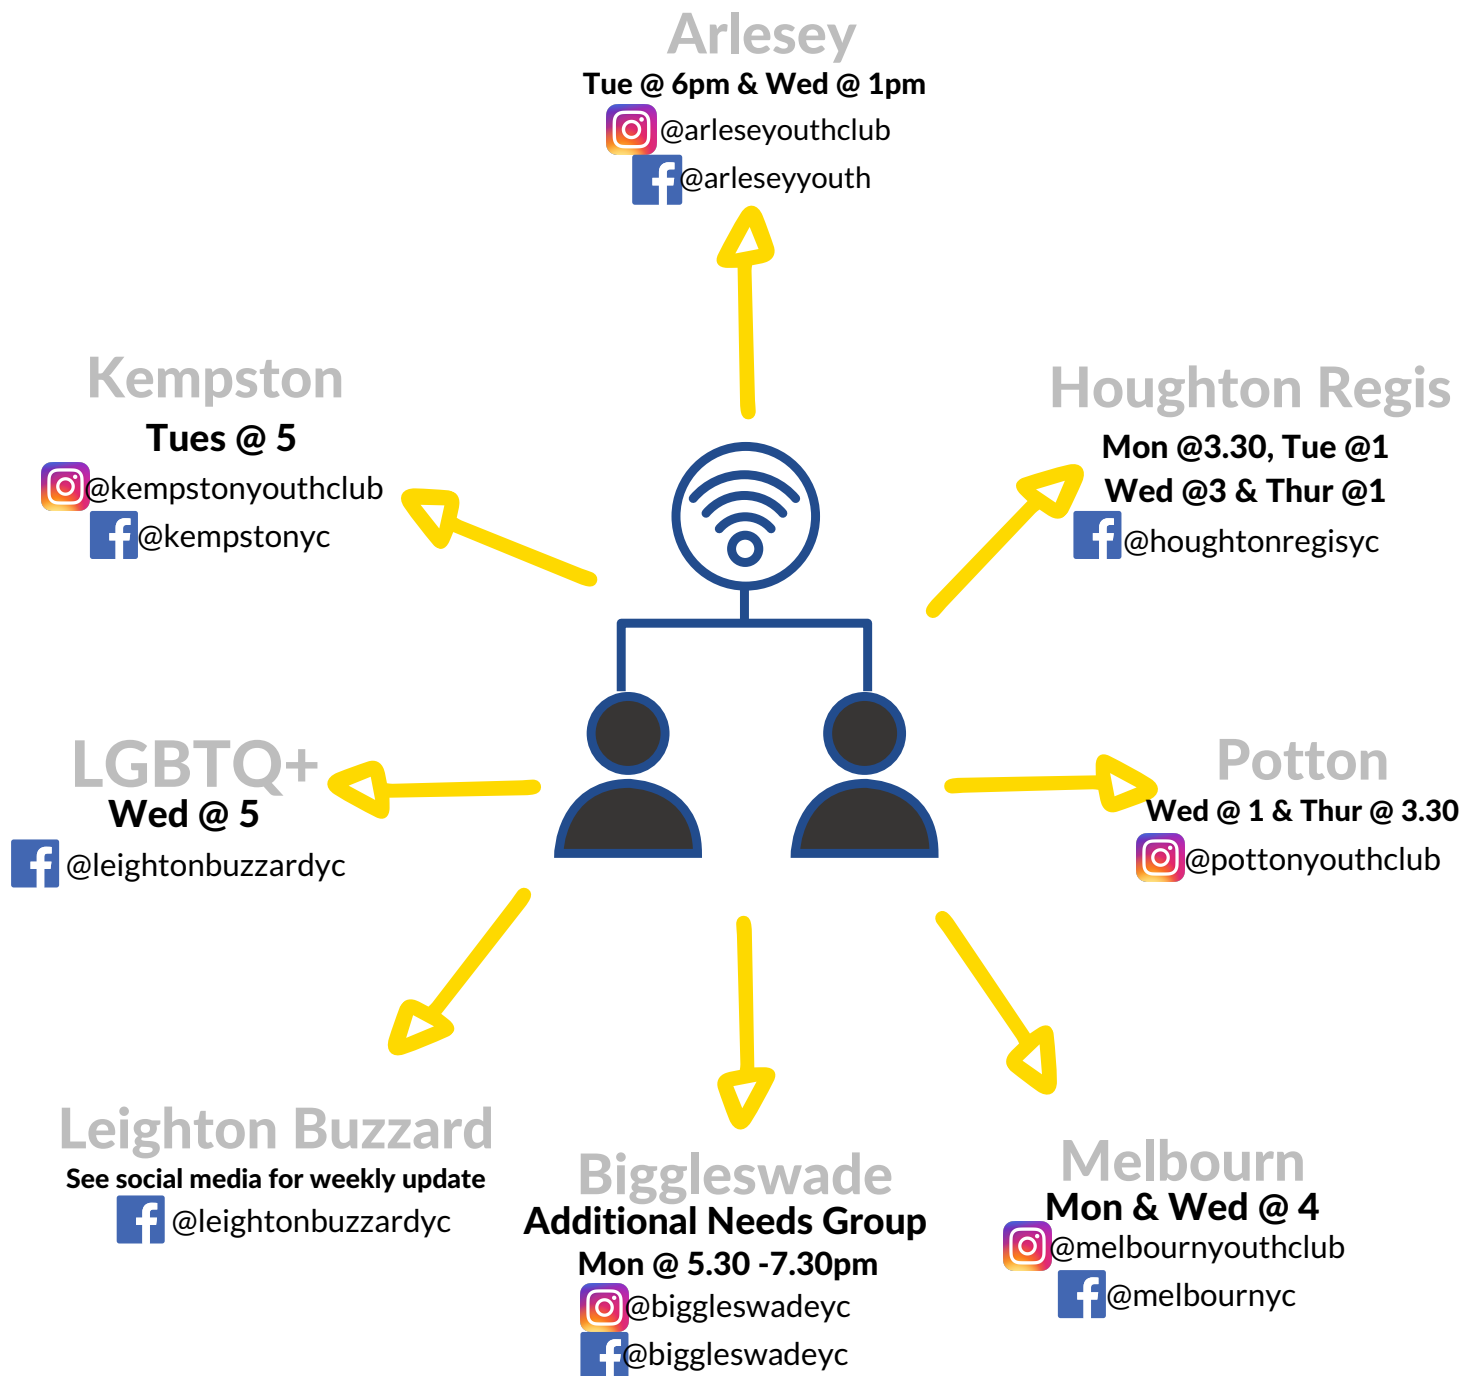 Arlesey
Tue @ 6pm & Wed @ 1pm
@arleseyouthclub
@arleseyyouth
Kempston
Tues @ 5
@kempstonyouthclub
@kempstonyc
Houghton Regis
Mon @3.30, Tue @1
Wed @3 & Thur @1
@houghtonregisyc
LGBTQ+
Wed @ 5
@leightonbuzzardyc
Potton
Wed @ 1 & Thur @ 3.30
@pottonyouthclub
Leighton Buzzard
See social media for weekly update
@leightonbuzzardyc
Biggleswade
Additional Needs Group
Mon @ 5.30 -7.30pm
@biggleswadeyc
@biggleswadeyc
Melbourn
Mon & Wed @ 4
@melbournyouthclub
@melbournyc